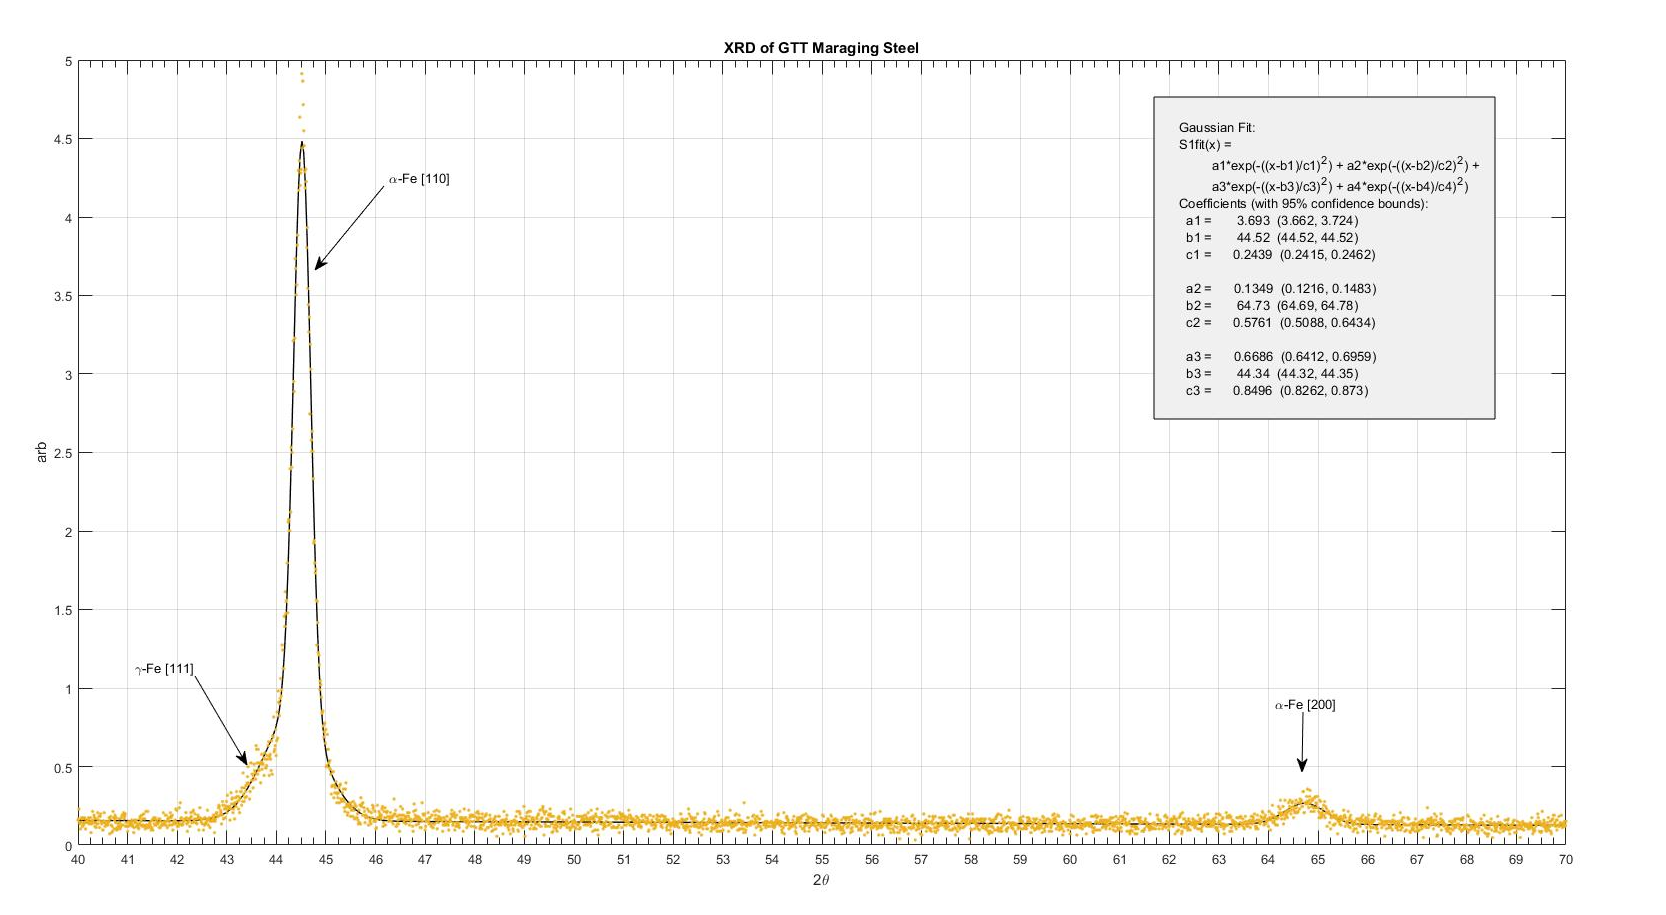 XRD of GTT Maraging Steel
5
4.5
4
3.5
3
2.5
2
1.5
1
0.5
0
arb
α-Fe [110]
γ-Fe [111]
α-Fe [200]
Gaussian Fit:
S1fit(x) =
a1*exp(-((x-b1)/c1)²) + a2*exp(-((x-b2)/c2)²) +
a3*exp(-((x-b3)/c3)²) + a4*exp(-((x-b4)/c4)²)
Coefficients (with 95% confidence bounds):
a1 = 3.693 (3.662, 3.724)
b1 = 44.52 (44.52, 44.52)
c1 = 0.2439 (0.2415, 0.2462)
a2 = 0.1349 (0.1216, 0.1483)
b2 = 64.73 (64.69, 64.78)
c2 = 0.5761 (0.5088, 0.6434)
a3 = 0.6686 (0.6412, 0.6959)
b3 = 44.34 (44.32, 44.35)
c3 = 0.8496 (0.8262, 0.873)
40 41 42 43 44 45 46 47 48 49 50 51 52 53 54 55 56 57 58 59 60 61 62 63 64 65 66 67 68 69 70
2θ